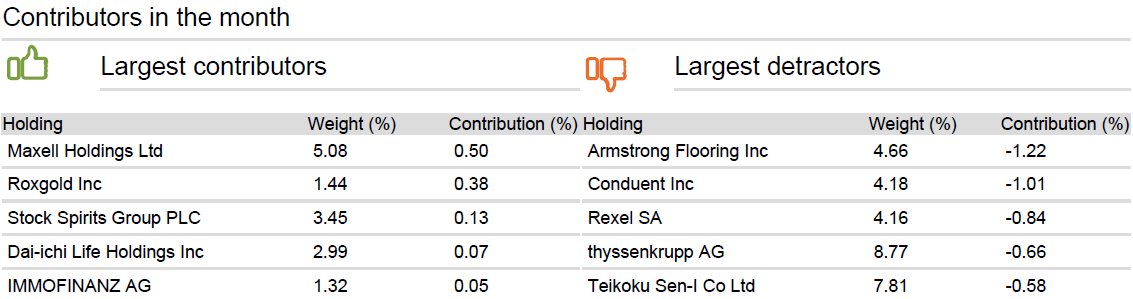 Contributors in the month
Largest contributors Largest detractors
Holding Weight (%) Contribution (%) Holding Weight (%) Contribution (%)
Maxell Holdings Ltd 5.08 0.50 Armstrong Flooring Inc 4.66 -1.22
Roxgold Inc 1.44 0.38 Conduent Inc 4.18 -1.01
Stock Spirits Group PLC 3.45 0.13 Rexel SA 4.16 -0.84
Dai-ichi Life Holdings Inc 2.99 0.07 thyssenkrupp AG 8.77 -0.66
IMMOFINANZ AG 1.32 0.05 Teikoku Sen-I Co Ltd 7.81 -0.58